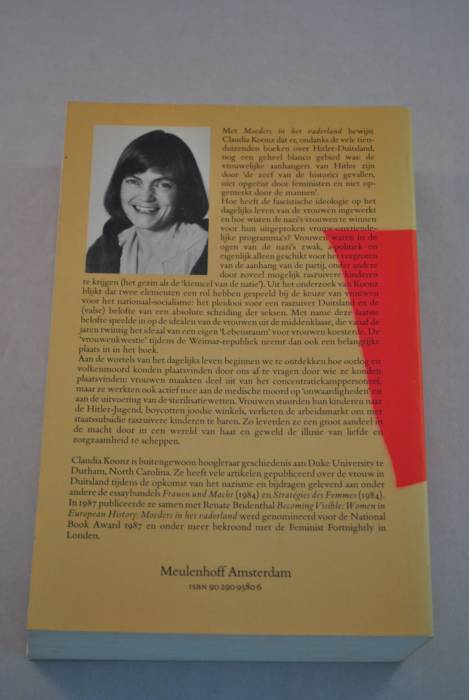 Met Moeders in het vaderland bewijst
Claudia Koonz dat er, ondanks de vele tien-
duizenden boeken over Hitler-Duitsland,
nog een geheel blanco gebied was: de
vrouwelijke aanhangers van Hitler zijn
door 'de zeef van de historici gevallen,
niet opgeëist door feministen en niet op-
gemerkt door de mannen'.
Hoe heeft de fascistische ideologie op het
dagelijks leven van de vrouwen ingewerkt
en hoe wisten de nazi's vrouwen te winnen
voor hun uitgesproken vrouw-onvriende-
lijke programma's? Vrouwen waren in de
ogen van de nazi's zwak, a-politiek en
eigenlijk alleen geschikt voor het vergroten
van de aanhang van de partij, onder andere
door zoveel mogelijk raszuivere kinderen
te krijgen (het gezin als de 'kiemcel van de natie'). Uit het onderzoek van Koonz
blijkt dat twee elementen een rol hebben gespeeld bij de keuze van vrouwen
voor het nationaal-socialisme: het pleidooi voor een raszuiver Duitsland en de
(valse) belofte van een absolute scheiding der seksen. Met name deze laatste
belofte speelde in op de idealen van de vrouwen uit de middenklasse, die vanaf de
jaren twintig het ideaal van een eigen 'Lebensraum' voor vrouwen koesterde. De
'vrouwenkwestie' tijdens de Weimar-republiek neemt dan ook een belangrijke
plaats in in het boek.
Aan de wortels van het dagelijks leven beginnen we te ontdekken hoe oorlog en
volkenmoord konden plaatsvinden door ons af te vragen door wie ze konden
plaatsvinden: vrouwen maakten deel uit van het concentratiekamppersoneel,
maar ze werkten ook actief mee aan de medische moord op 'onwaardigheden' en
aan de uitvoering van de sterilisatiewetten. Vrouwen stuurden hun kinderen naar
de Hitler-Jugend, boycotten joodse winkels, verlieten de arbeidsmarkt om met
staatssubsidie raszuivere kinderen te baren. Zo leverden ze een groot aandeel in
de macht door in een wereld van haat en geweld de illusie van liefde en
zorgzaamheid te scheppen.
Claudia Koonz is buitengewoon hoogleraar geschiedenis aan Duke University te
Durham, North Carolina. Ze heeft vele artikelen gepubliceerd over de vrouw in
Duitsland tijdens de opkomst van het nazisme en bijdragen geleverd aan onder
andere de essaybundels Frauen und Macht (1984) en Stratégies des Femmes (1984).
In 1987 publiceerde ze samen met Renate Bridenthal Becoming Visible: Women in
European History. Moeders in het vaderland werd genomineerd voor de National
Book Award 1987 en onder meer bekroond met de Feminist Fortnightly in
Londen.
Meulenhoff Amsterdam
ISBN 90 290 9580 6